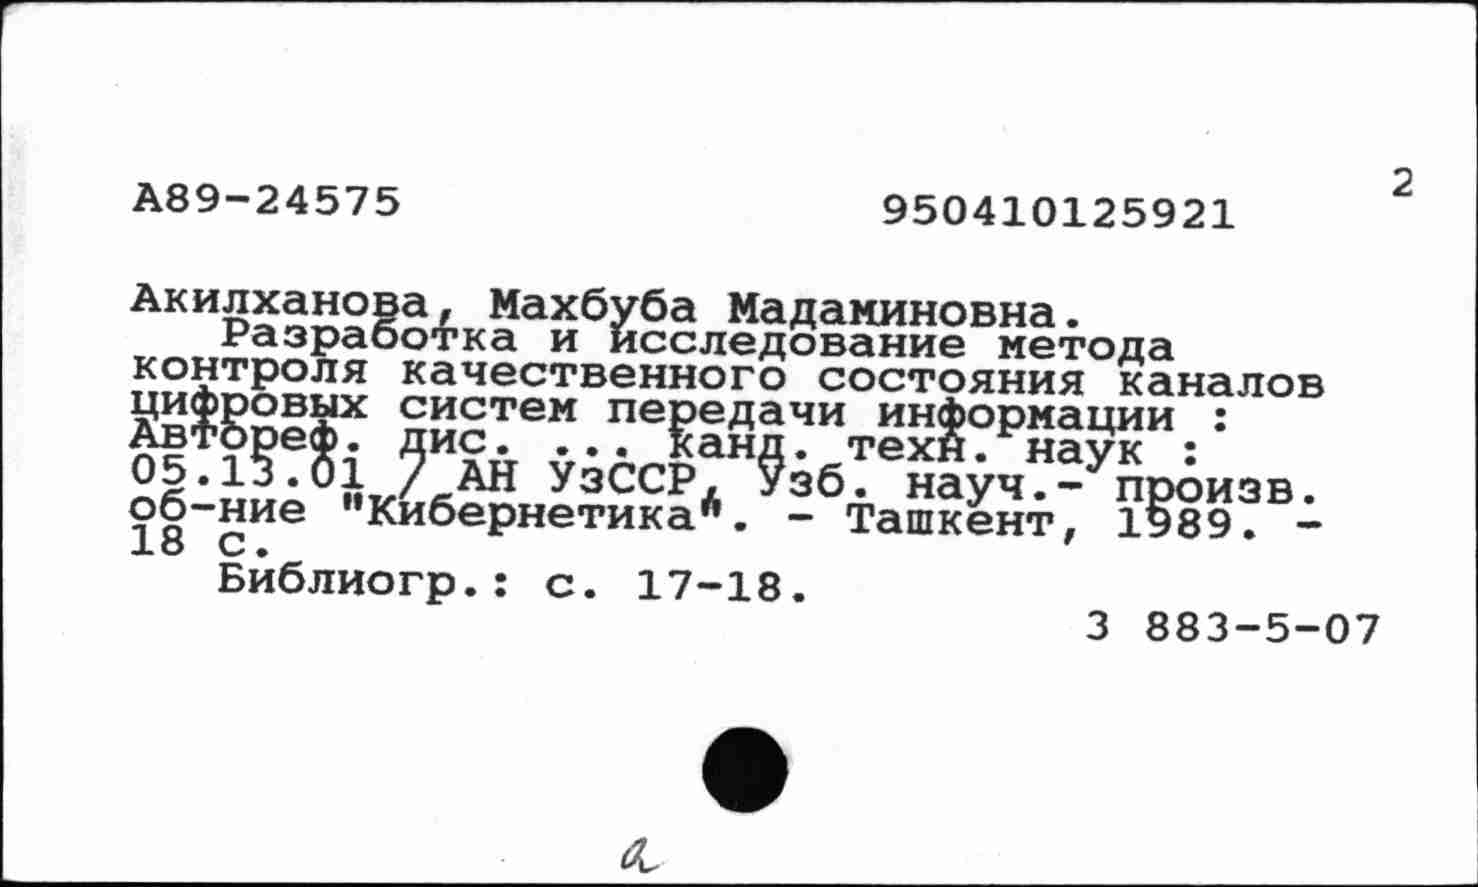 2
А89-24575 950410125921
Акилханова, Махбуба Мадаминовна.
Разработка и исследование метода
контроля качественного состояния каналов
цифровых систем передачи информации :
Автореф. дис. ... канд. техн. наук :
05.13.01 / АН УзССР, Узб. науч.- произв.
об-ние "Кибернетика". - Ташкент, 1989. -
18 с.
Библиогр.: с. 17-18.
3 883-5-07
а